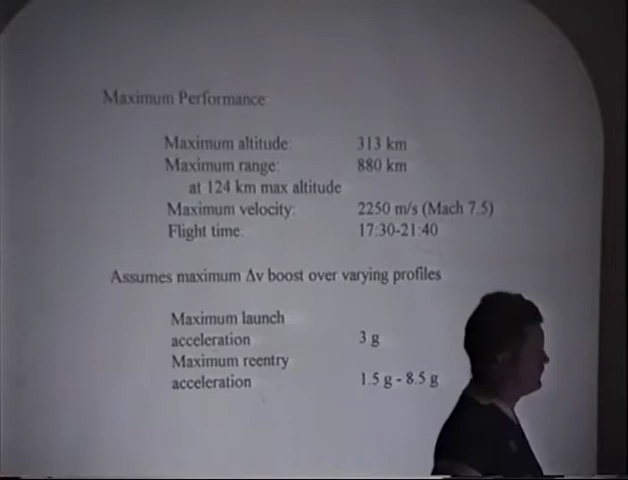 Maximum Performance
Maximum altitude: 313 km
Maximum range: 880 km
at 124 km max altitude
Maximum velocity: 2250 m/s (Mach 7.5)
Flight time: 17:30-21:40
Assumes maximum Δv boost over varying profiles
Maximum launch
acceleration 3 g
Maximum reentry
acceleration 1.5 g - 8.5 g